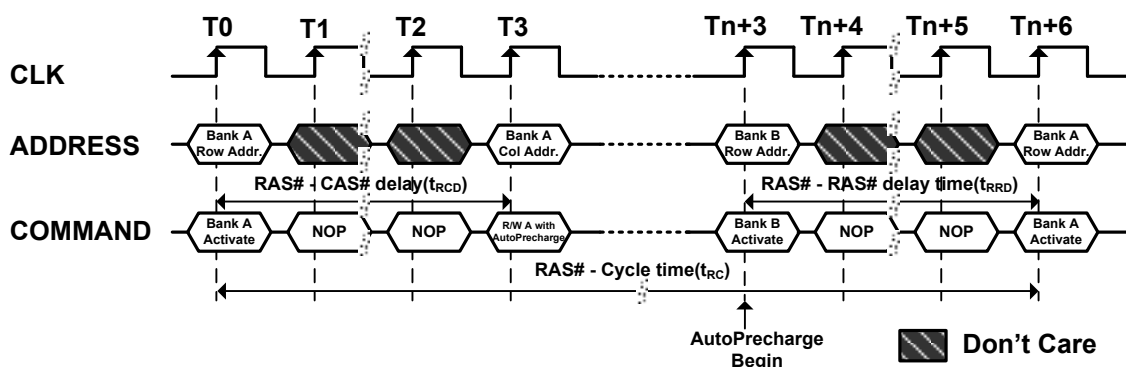 T0 T1 T2 T3 Tn+3 Tn+4 Tn+5 Tn+6
CLK
ADDRESS
Bank A
Row Addr.
Bank A
Col Addr.
Bank B
Row Addr.
Bank A
Row Addr.
RAS# - CAS# delay(tRCD)
RAS# - RAS# delay time(tRRD)
COMMAND
Bank A
Activate
NOP
NOP
R/W A with
AutoPrecharge
Bank B
Activate
NOP
NOP
Bank A
Activate
RAS# - Cycle time(tRC)
AutoPrecharge
Begin
Don't Care